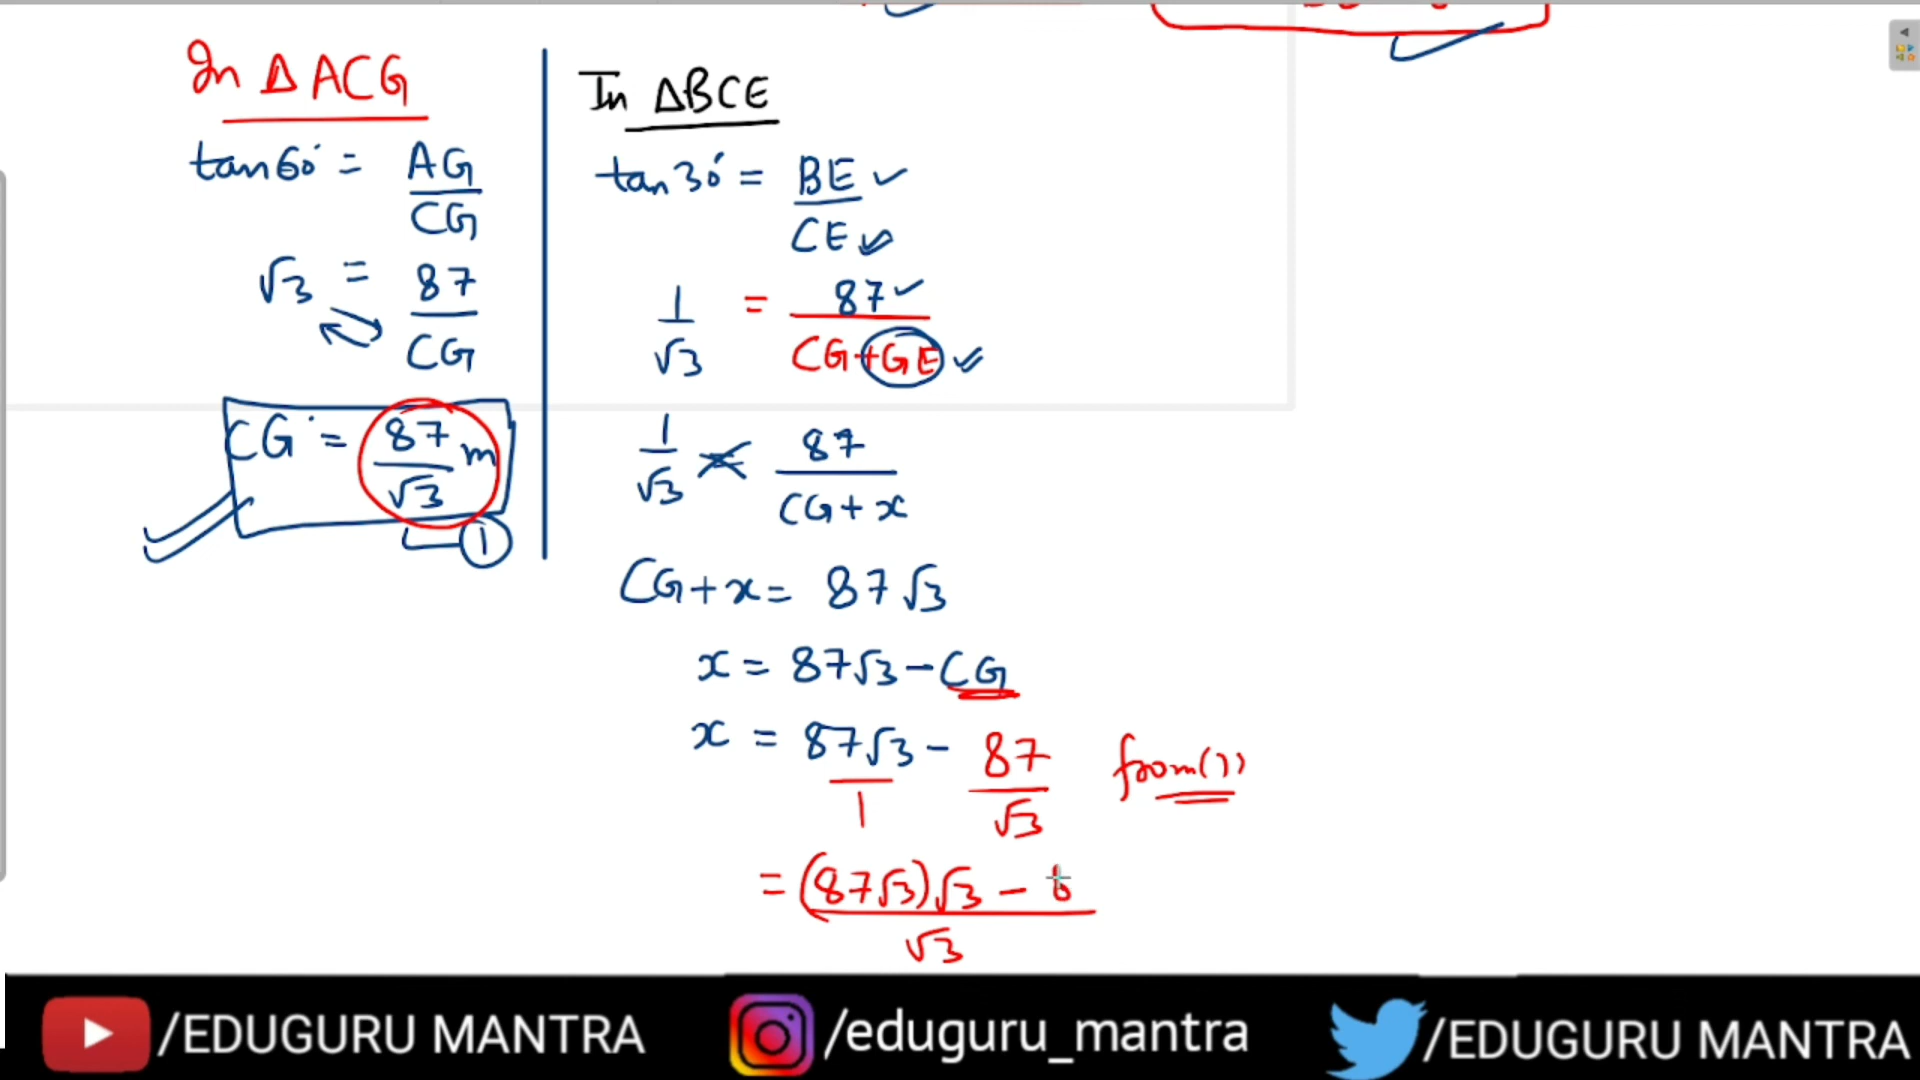 In Δ ACG
tan60° = AG/CG
√3 = 87/CG
CG = 87/√3 m
1
In ΔBCE
tan30° = BE/CE
1/√3 = 87/(CG+GE)
1/√3 = 87/(CG+x)
CG+x = 87√3
x = 87√3-CG
x = 87√3/1 - 87/√3 from(1)
= ((87√3)√3 -)/√3
/EDUGURU MANTRA /eduguru_mantra /EDUGURU MANTRA